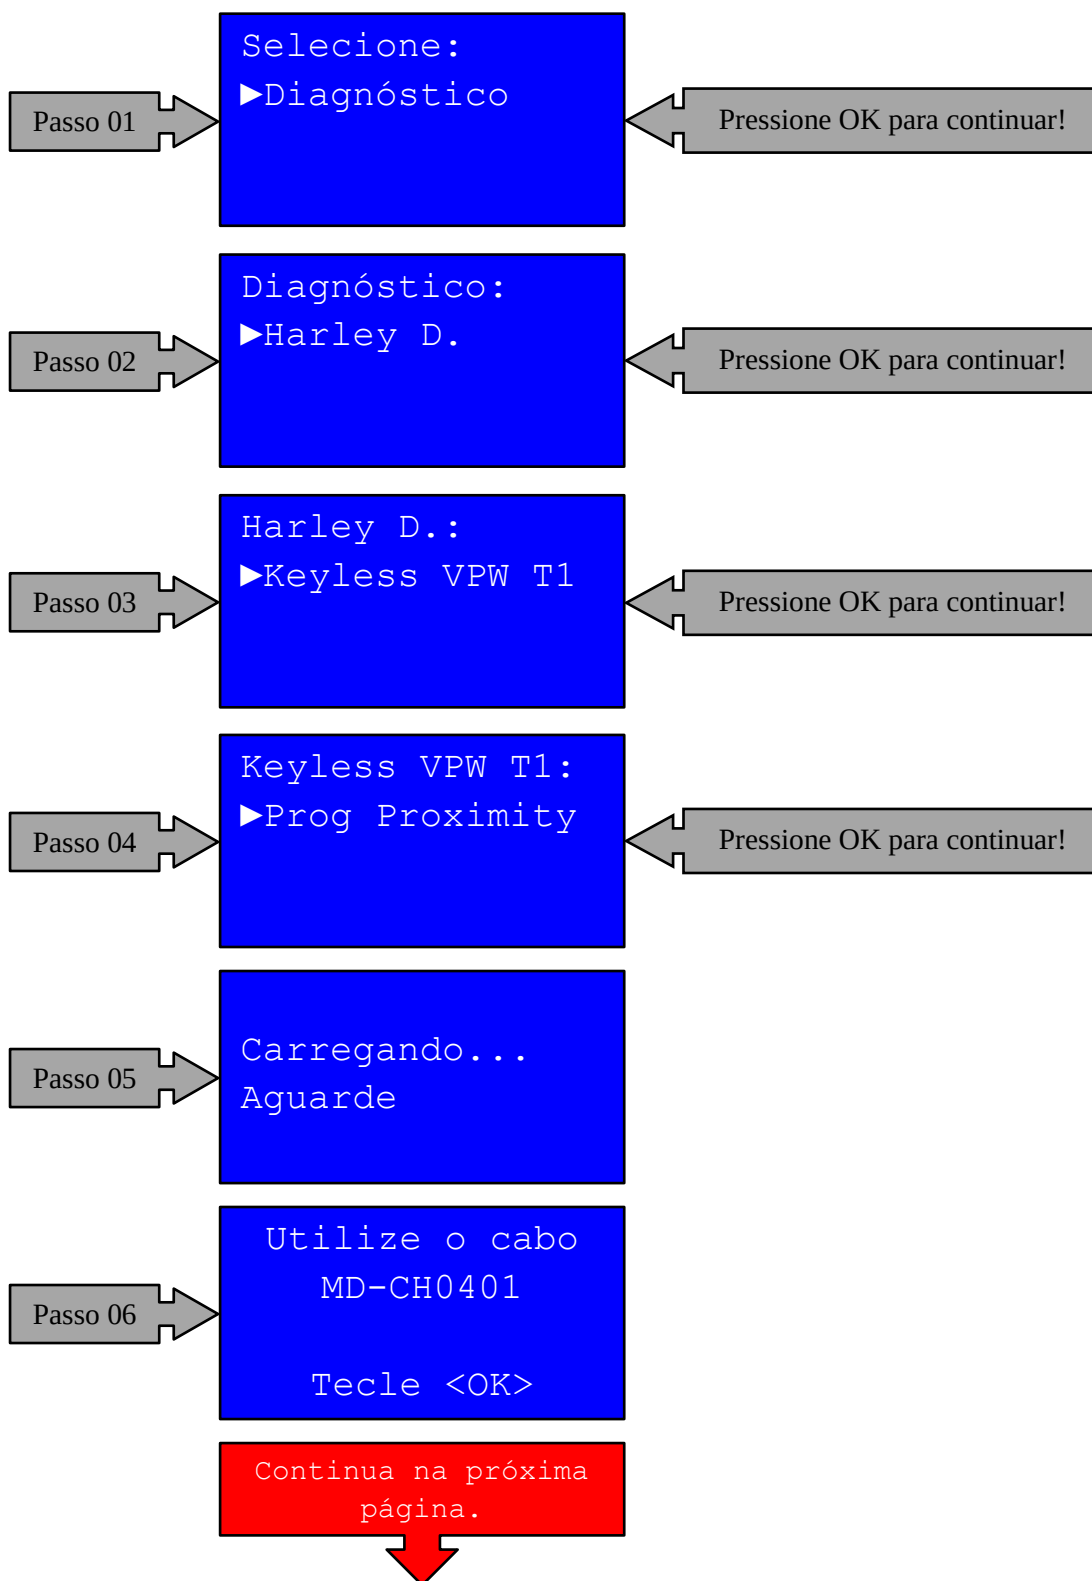 Passo 01
Selecione:
►Diagnóstico
Pressione OK para continuar!
Passo 02
Diagnóstico:
►Harley D.
Pressione OK para continuar!
Passo 03
Harley D.:
►Keyless VPW T1
Pressione OK para continuar!
Passo 04
Keyless VPW T1:
►Prog Proximity
Pressione OK para continuar!
Passo 05
Carregando...
Aguarde
Passo 06
Utilize o cabo
MD-CH0401
Tecle <OK>
Continua na próxima
página.